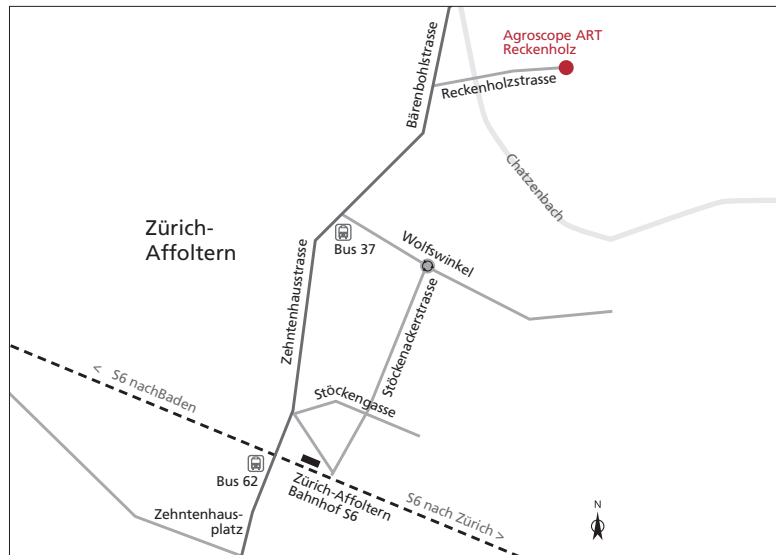 Agroscope ART
Reckenholz
Reckenholzstrasse
Bärenbohlstrasse
Chatzenbach
Zürich-
Affoltern
Bus 37
Wolfswinkel
Zehntenhausstrasse
Stöckenackerstrasse
< S6 nachBaden
Stöckengasse
Bus 62
Zürich-Affoltern
Bahnhof S6
S6 nach Zürich >
Zehntenhaus-
platz
N